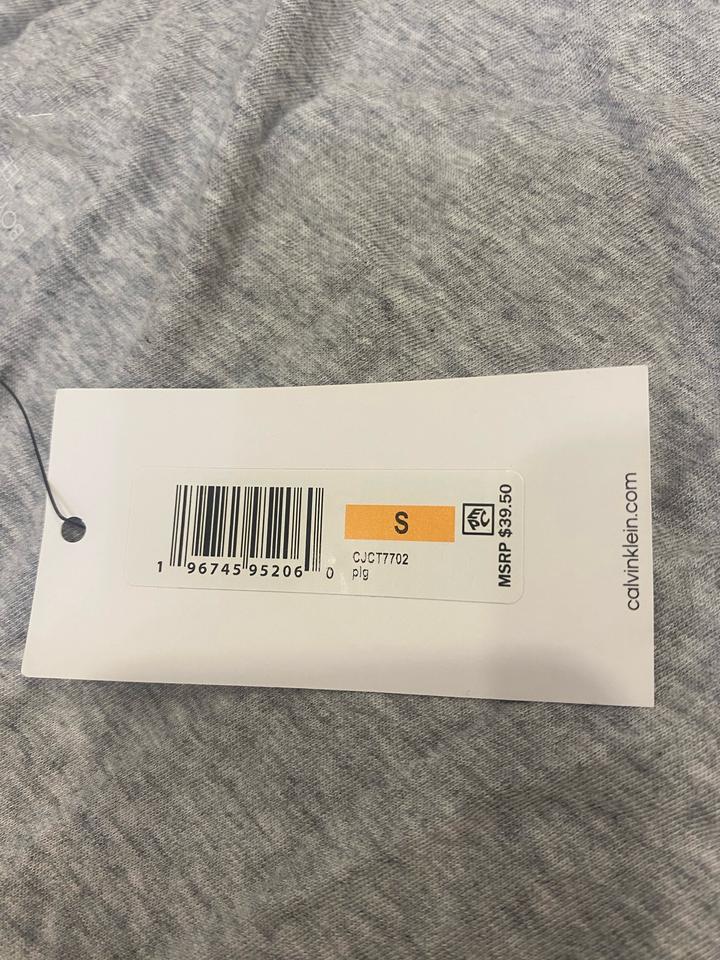 S
CJCT7702
plg
1 96745 95206 0
MSRP $39.50
calvinklein.com